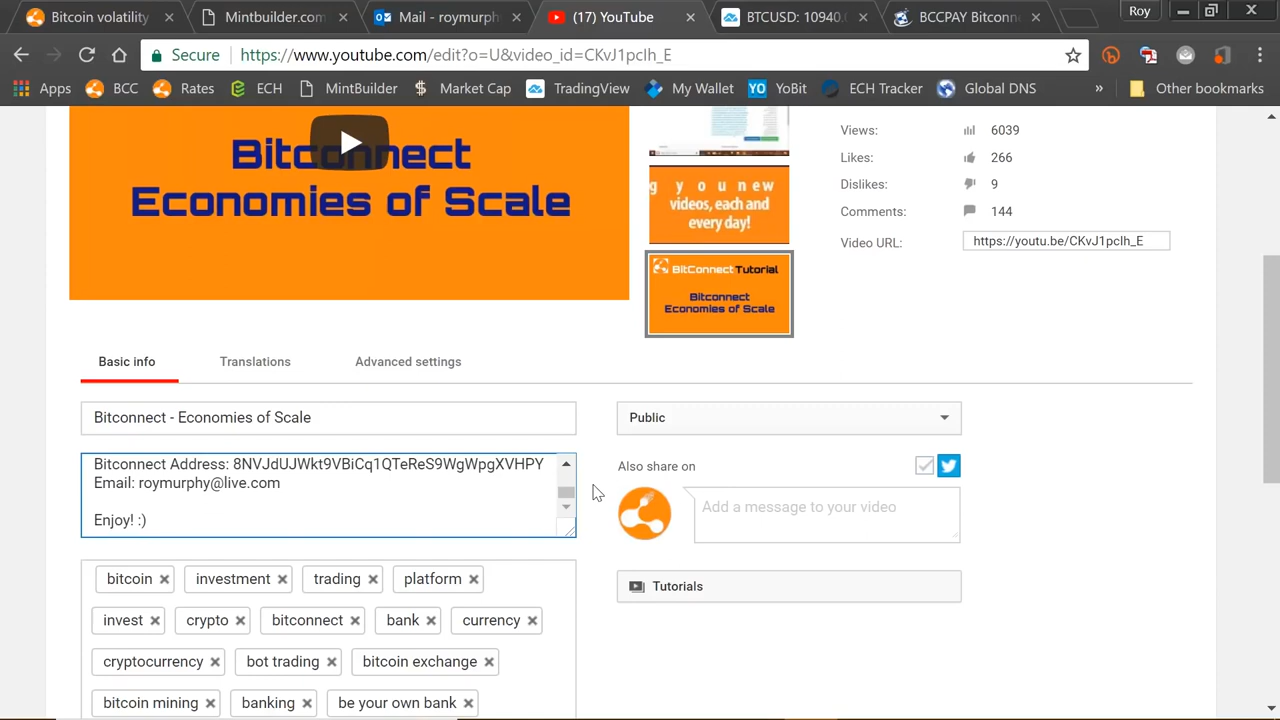 Bitcoin volatility
Mintbuilder.com
Mail - roymurph
(17) YouTube
BTCUSD: 10940.
BCCPAY Bitconn
Roy
Secure
https://www.youtube.com/edit?o=U&video_id=CKvJ1pcIh_E
Apps
BCC
Rates
ECH
MintBuilder
Market Cap
TradingView
My Wallet
YO
YoBit
ECH Tracker
Global DNS
»
Other bookmarks
Bitconnect
Economies of Scale
g y o u n e w
videos, each and
every day!
BitConnect Tutorial
Bitconnect
Economies of Scale
Views: 6039
Likes: 266
Dislikes: 9
Comments: 144
Video URL: https://youtu.be/CKvJ1pcIh_E
Basic info
Translations
Advanced settings
Bitconnect - Economies of Scale
Public
Bitconnect Address: 8NVJdUJWkt9VBiCq1QTeReS9WgWpgXVHPY
Email: roymurphy@live.com
Enjoy! :)
Also share on
Add a message to your video
Tutorials
bitcoin
investment
trading
platform
invest
crypto
bitconnect
bank
currency
cryptocurrency
bot trading
bitcoin exchange
bitcoin mining
banking
be your own bank